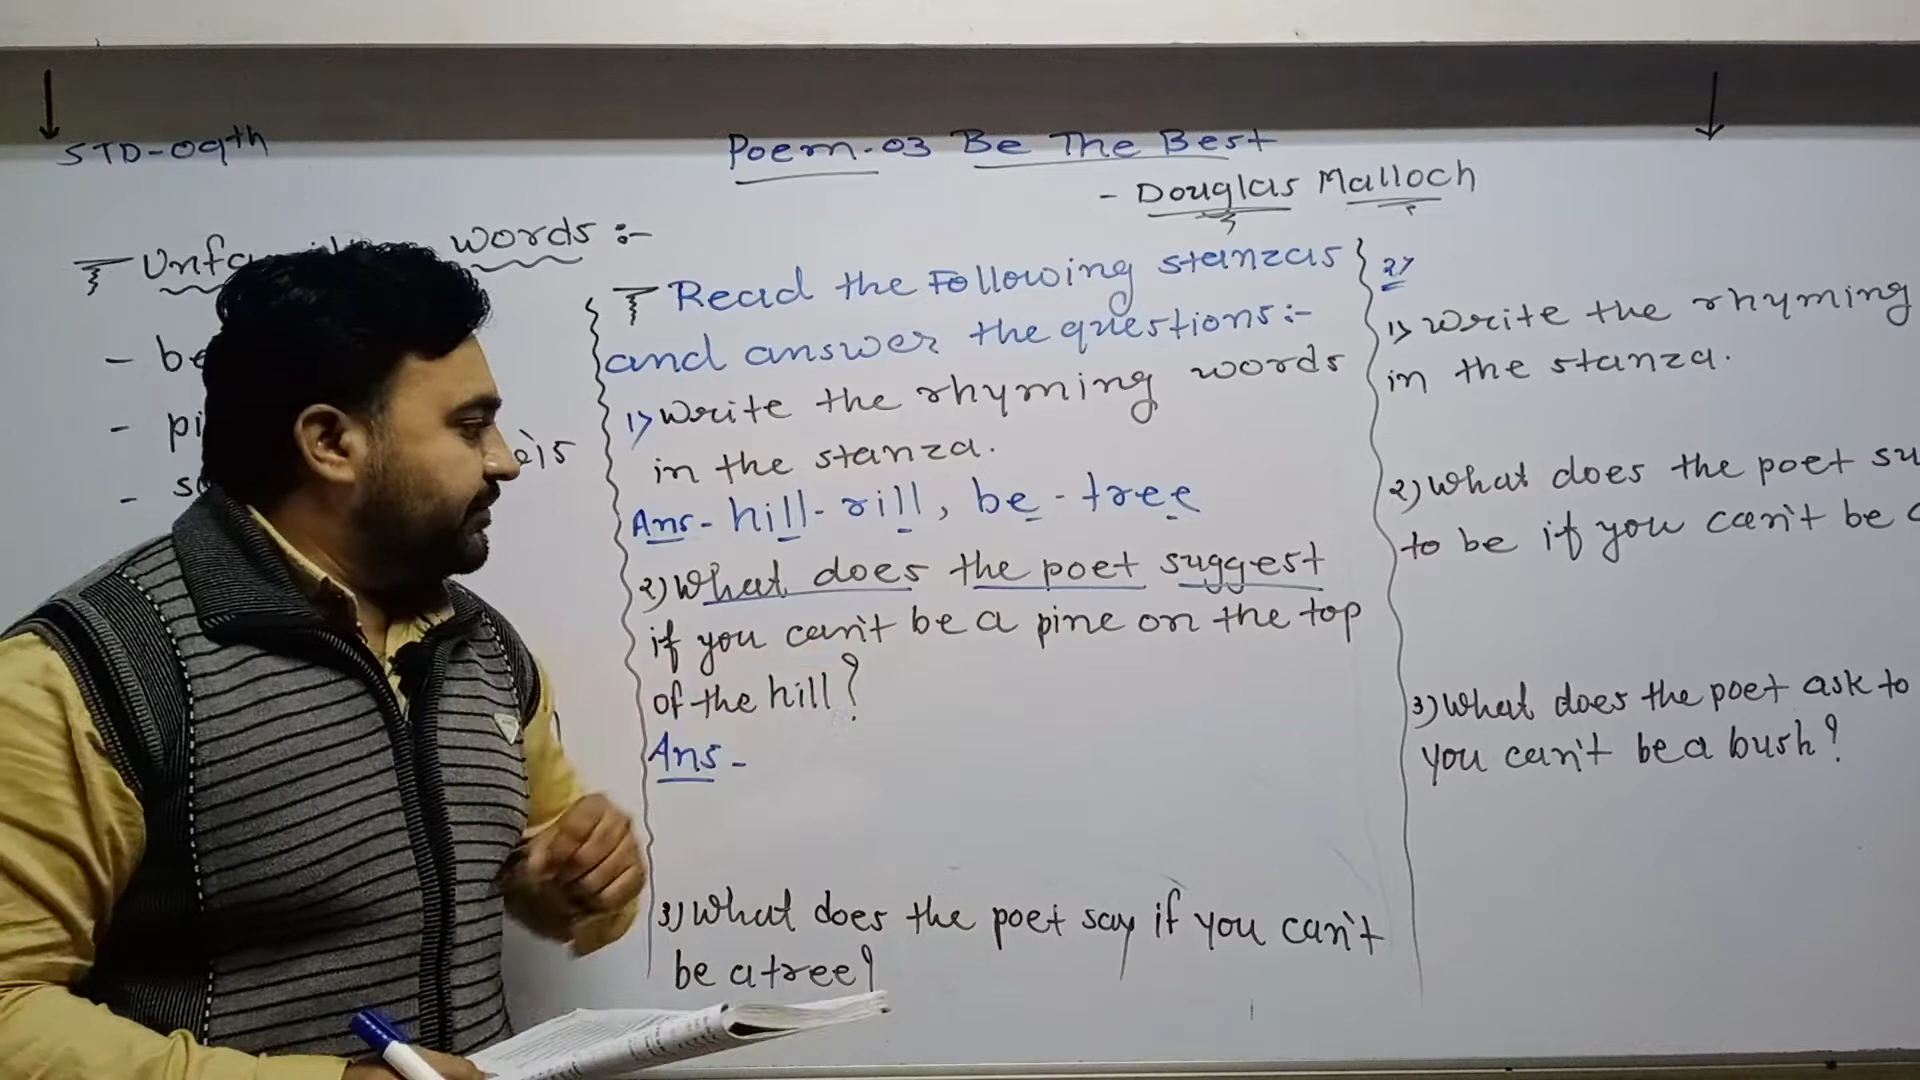 STD-09th
Poem-03 Be The Best
- Douglas Malloch
words :-
- be
- pi
Read the Following stanzas
and answer the questions:-
1) Write the rhyming words
in the stanza.
Ans- hill-rill, be-tree
2) What does the poet suggest
if you can't be a pine on the top
of the hill?
Ans-
3) What does the poet say if you can't
be a tree?
2)
1) Write the rhyming
in the stanza.
2) What does the poet su
to be if you can't be a
3) What does the poet ask to
you can't be a bush?